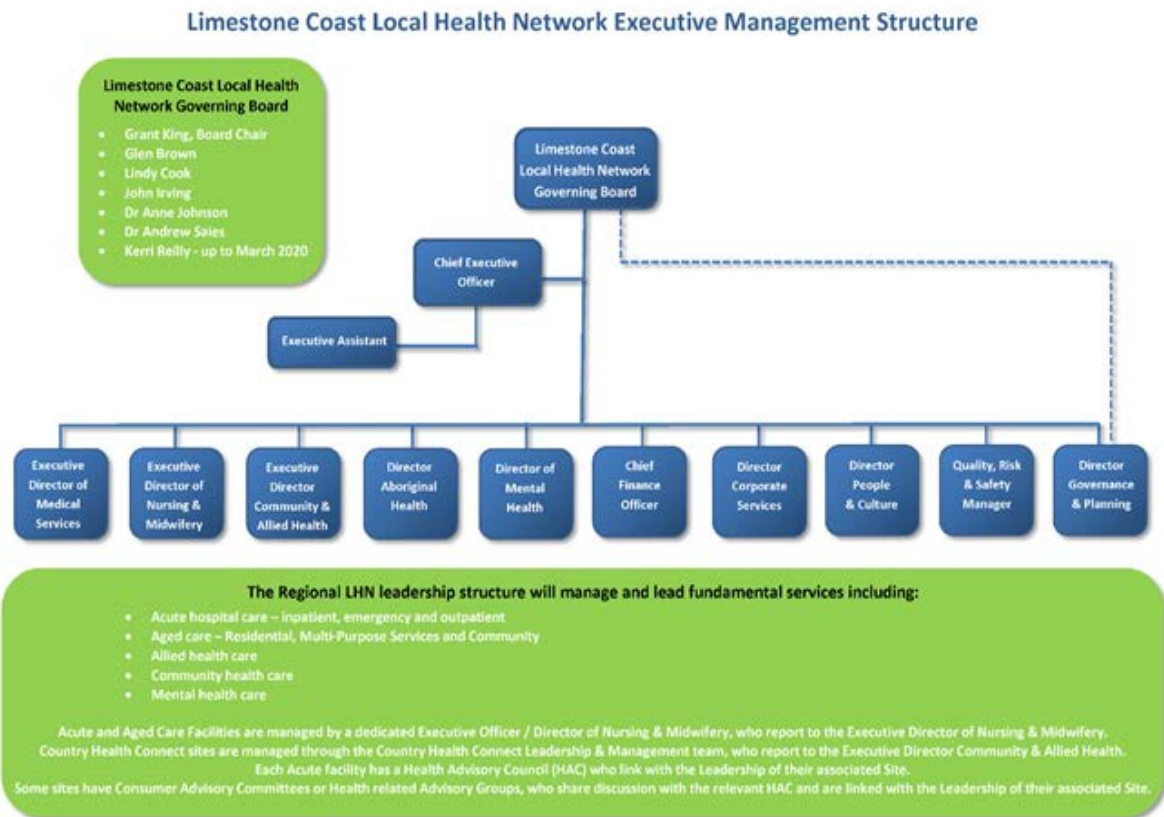 Limestone Coast Local Health Network Executive Management Structure
Limestone Coast Local Health
Network Governing Board
• Grant King, Board Chair
• Glen Brown
• Lindy Cook
• John Irving
• Dr Anne Johnson
• Dr Andrew Saies
• Kerri Reilly - up to March 2020
Limestone Coast
Local Health Network
Governing Board
Chief Executive
Officer
Executive Assistant
Executive
Director of
Medical
Services
Executive
Director of
Nursing &
Midwifery
Executive
Director
Community &
Allied Health
Director
Aboriginal
Health
Director of
Mental
Health
Chief
Finance
Officer
Director
Corporate
Services
Director
People
& Culture
Quality, Risk
& Safety
Manager
Director
Governance
& Planning
The Regional LHN leadership structure will manage and lead fundamental services including:
• Acute hospital care – inpatient, emergency and outpatient
• Aged care – Residential, Multi-Purpose Services and Community
• Allied health care
• Community health care
• Mental health care
Acute and Aged Care Facilities are managed by a dedicated Executive Officer / Director of Nursing & Midwifery, who report to the Executive Director of Nursing & Midwifery.
Country Health Connect sites are managed through the Country Health Connect Leadership & Management team, who report to the Executive Director Community & Allied Health.
Each Acute facility has a Health Advisory Council (HAC) who link with the Leadership of their associated Site.
Some sites have Consumer Advisory Committees or Health related Advisory Groups, who share discussion with the relevant HAC and are linked with the Leadership of their associated Site.